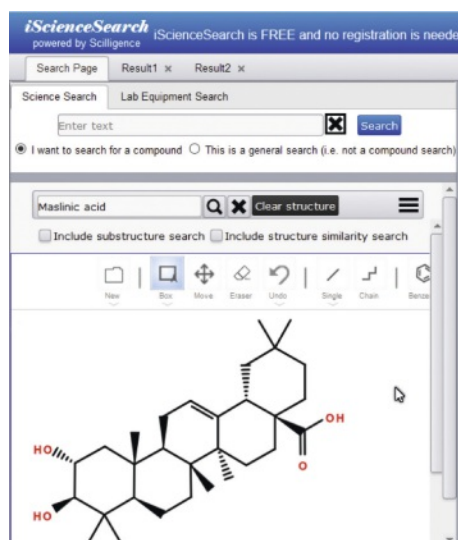 iScienceSearch
powered by Scilligence
iScienceSearch is FREE and no registration is neede
Search Page Result1 × Result2 ×
Science Search Lab Equipment Search
Enter text Search
I want to search for a compound This is a general search (i.e. not a compound search)
Maslinic acid Clear structure
Include substructure search Include structure similarity search
New Box Move Eraser Undo Single Chain Benze
OH
O
HO
HO